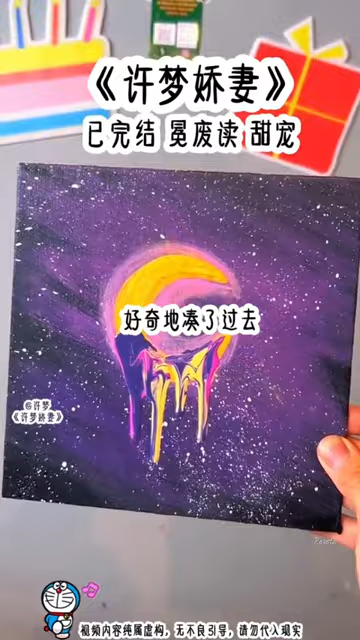 《许梦娇妻》
已完结 冕废读 甜宠
好奇地凑了过去
@许梦
《许梦娇妻》
视频内容纯属虚构，无不良引导，请勿代入现实